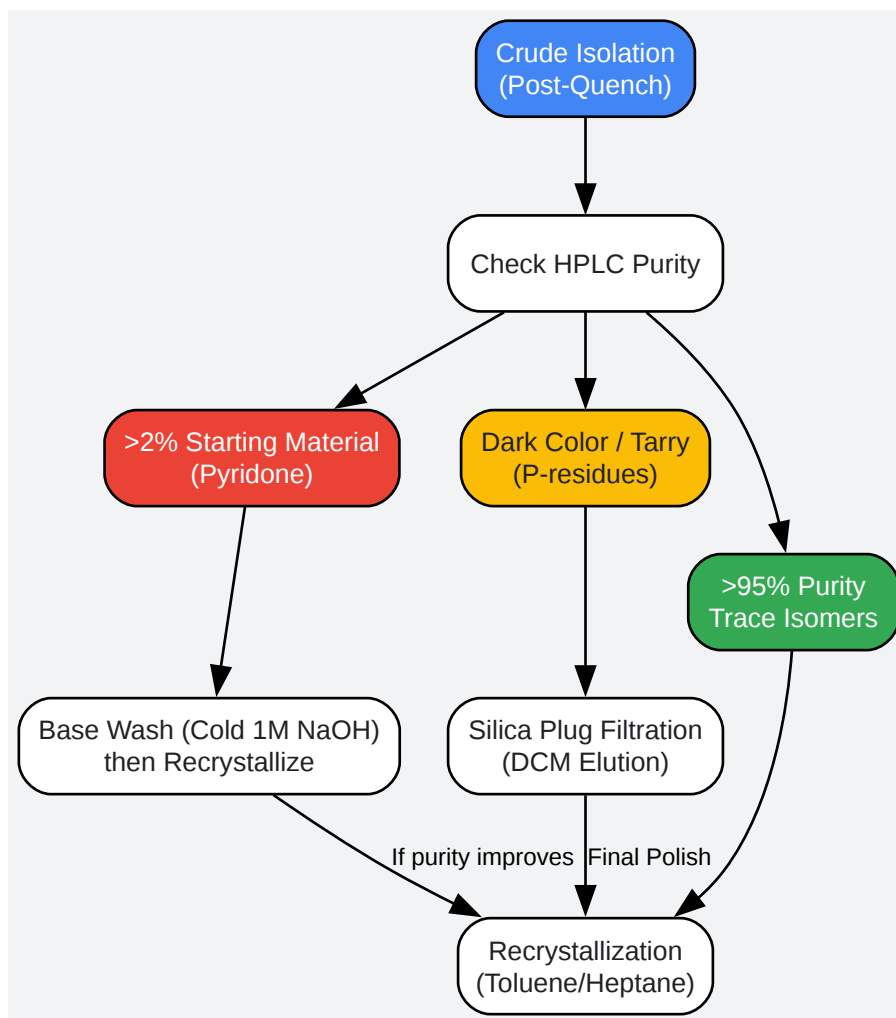 Crude Isolation
(Post-Quench)
Check HPLC Purity
>2% Starting Material
(Pyridone)
Dark Color / Tarry
(P-residues)
>95% Purity
Trace Isomers
Base Wash (Cold 1M NaOH)
then Recrystallize
Silica Plug Filtration
(DCM Elution)
If purity improves
Final Polish
Recrystallization
(Toluene/Heptane)